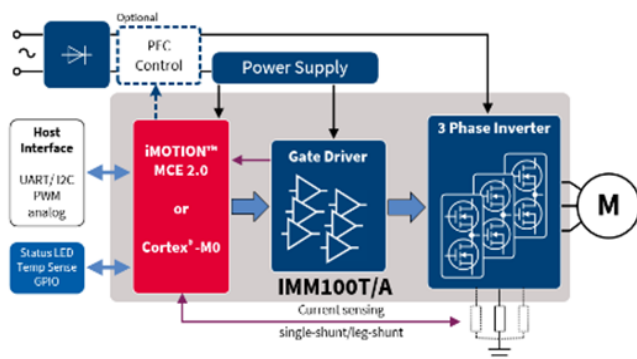 Optional
PFC
Control
Power Supply
Host
Interface
UART/ I2C
PWM
analog
iMOTION™
MCE 2.0
or
Cortex®-M0
Gate Driver
3 Phase Inverter
M
Status LED
Temp Sense
GPIO
IMM100T/A
Current sensing
single-shunt/leg-shunt